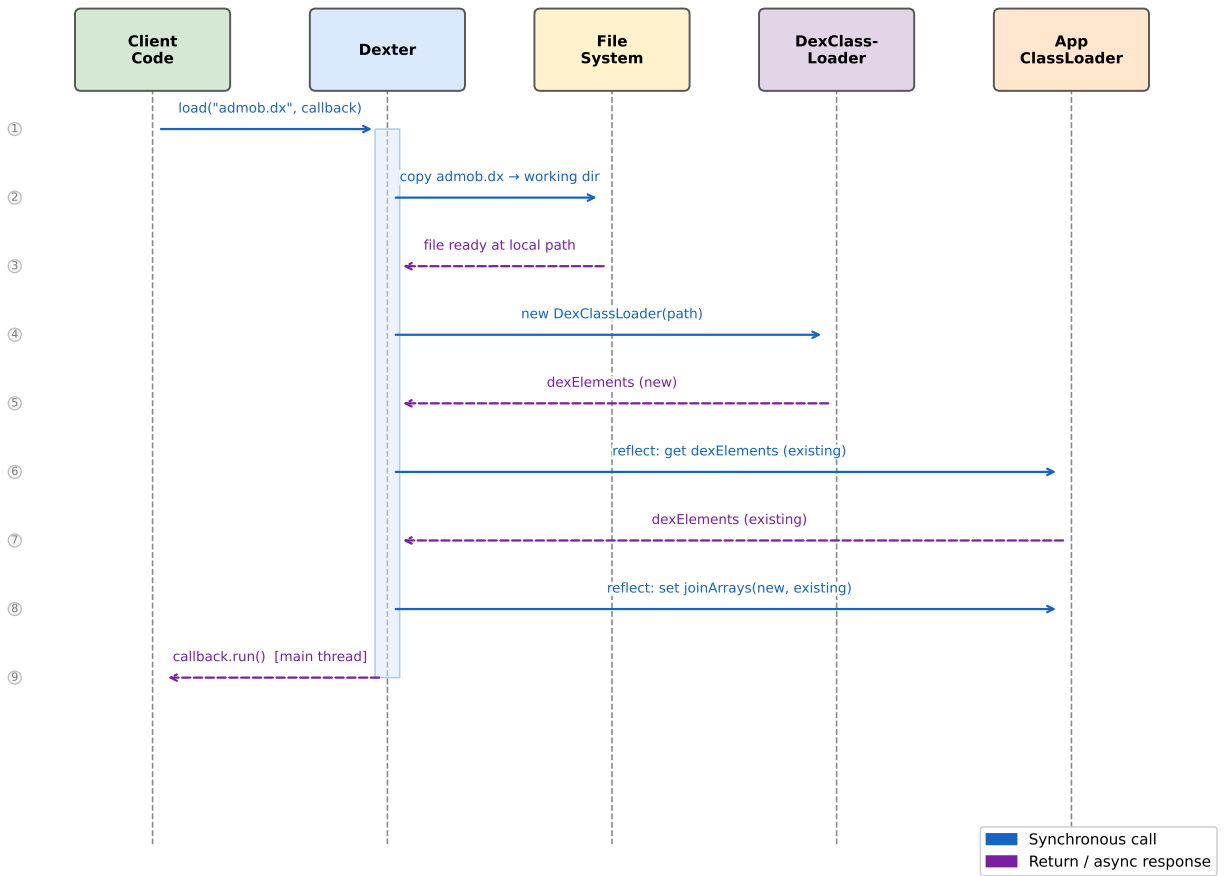 Client
Code
Dexter
File
System
DexClass-
Loader
App
ClassLoader
load("admob.dx", callback)
①
copy admob.dx → working dir
②
file ready at local path
③
new DexClassLoader(path)
④
dexElements (new)
⑤
reflect: get dexElements (existing)
⑥
dexElements (existing)
⑦
reflect: set joinArrays(new, existing)
⑧
callback.run()  [main thread]
⑨
Synchronous call
Return / async response